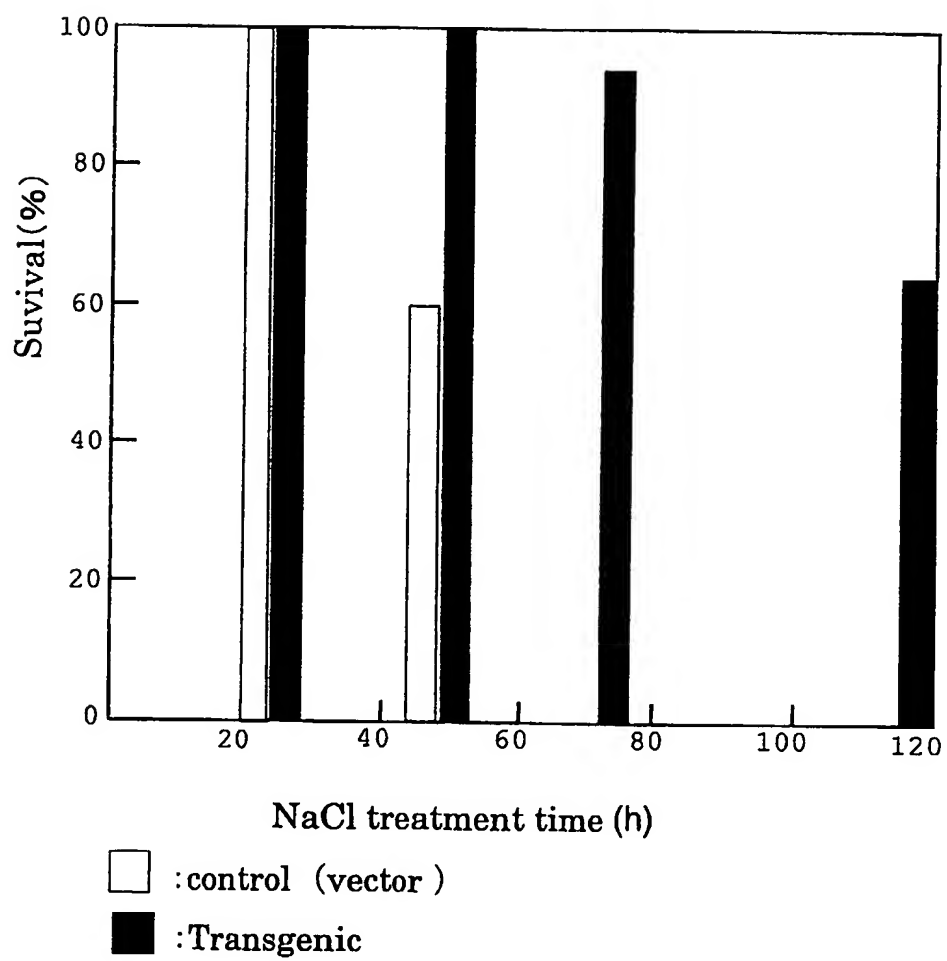 100
80
60
40
20
0
Suvival(%)
20 40 60 80 100 120
NaCl treatment time (h)
:control (vector )
:Transgenic